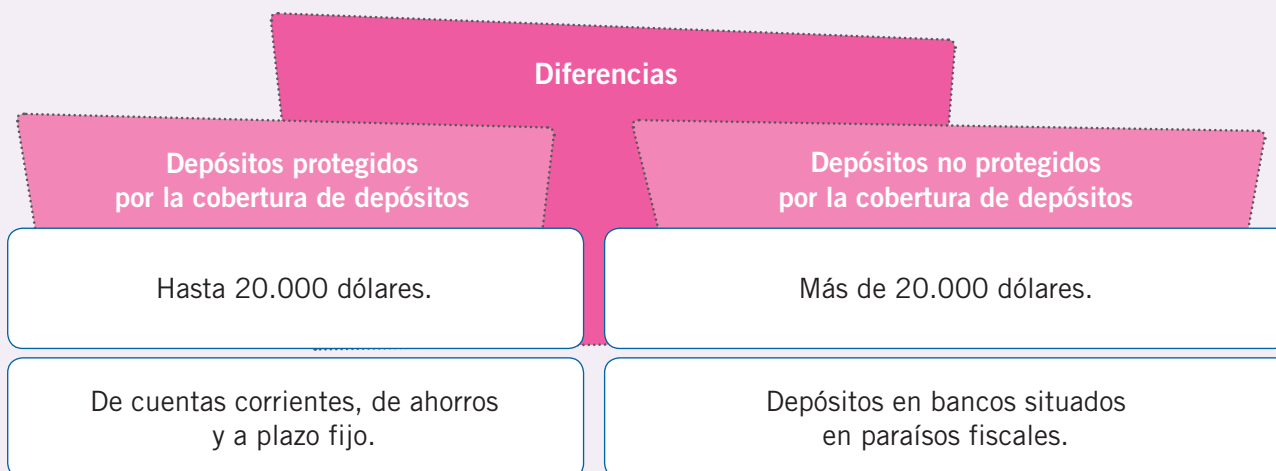 Diferencias
Depósitos protegidos
por la cobertura de depósitos
Depósitos no protegidos
por la cobertura de depósitos
Hasta 20.000 dólares.
Más de 20.000 dólares.
De cuentas corrientes, de ahorros
y a plazo fijo.
Depósitos en bancos situados
en paraísos fiscales.